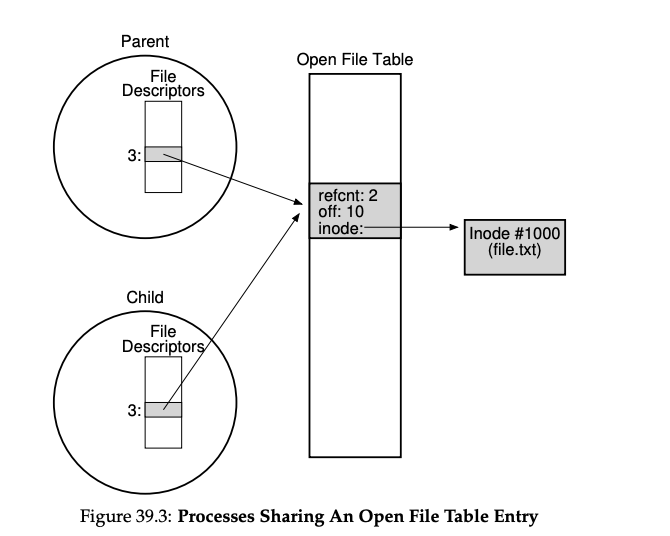 Parent
File
Descriptors
3:
Open File Table
refcnt: 2
off: 10
inode:
Inode #1000
(file.txt)
Child
File
Descriptors
3:
Figure 39.3: Processes Sharing An Open File Table Entry